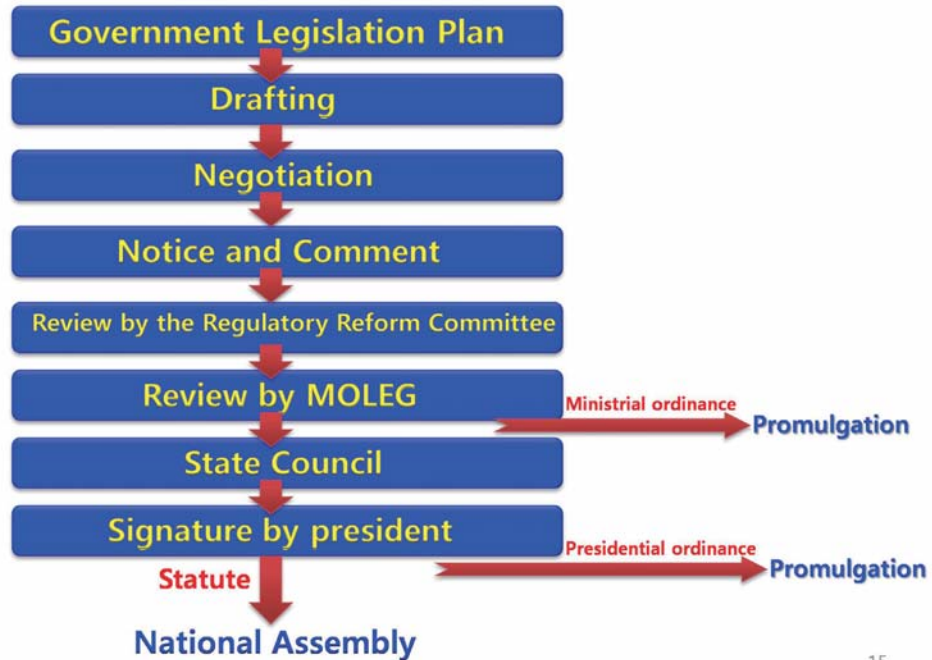 Government Legislation Plan
Drafting
Negotiation
Notice and Comment
Review by the Regulatory Reform Committee
Review by MOLEG
Ministrial ordinance
Promulgation
State Council
Signature by president
Presidential ordinance
Promulgation
Statute
National Assembly
15